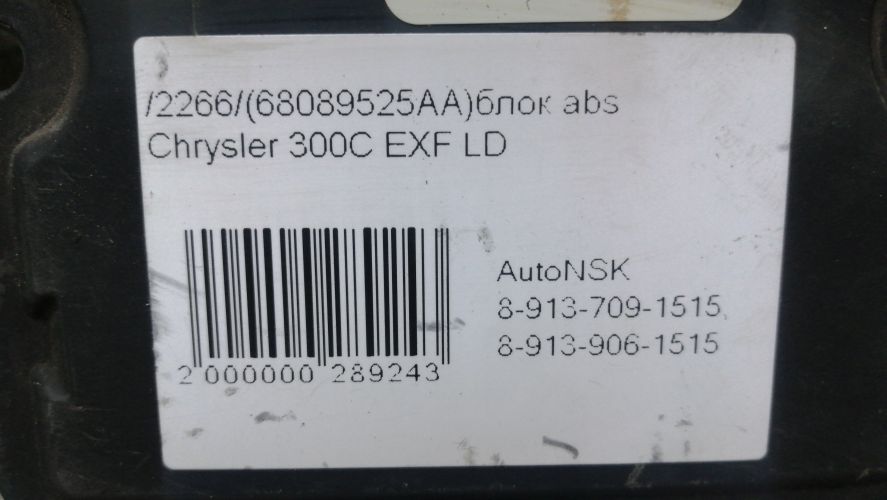 /2266/(68089525AA)блок abs
Chrysler 300C EXF LD
AutoNSK
8-913-709-1515,
8-913-906-1515
2 000000 289243